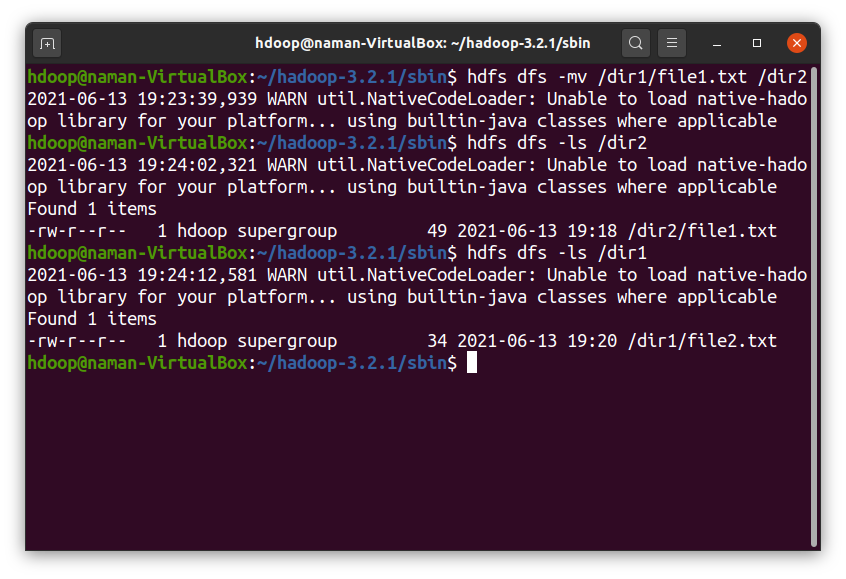 hdoop@naman-VirtualBox: ~/hadoop-3.2.1/sbin
hdoop@naman-VirtualBox:~/hadoop-3.2.1/sbin$ hdfs dfs -mv /dir1/file1.txt /dir2
2021-06-13 19:23:39,939 WARN util.NativeCodeLoader: Unable to load native-hado
op library for your platform... using builtin-java classes where applicable
hdoop@naman-VirtualBox:~/hadoop-3.2.1/sbin$ hdfs dfs -ls /dir2
2021-06-13 19:24:02,321 WARN util.NativeCodeLoader: Unable to load native-hado
op library for your platform... using builtin-java classes where applicable
Found 1 items
-rw-r--r--   1 hdoop supergroup         49 2021-06-13 19:18 /dir2/file1.txt
hdoop@naman-VirtualBox:~/hadoop-3.2.1/sbin$ hdfs dfs -ls /dir1
2021-06-13 19:24:12,581 WARN util.NativeCodeLoader: Unable to load native-hado
op library for your platform... using builtin-java classes where applicable
Found 1 items
-rw-r--r--   1 hdoop supergroup         34 2021-06-13 19:20 /dir1/file2.txt
hdoop@naman-VirtualBox:~/hadoop-3.2.1/sbin$